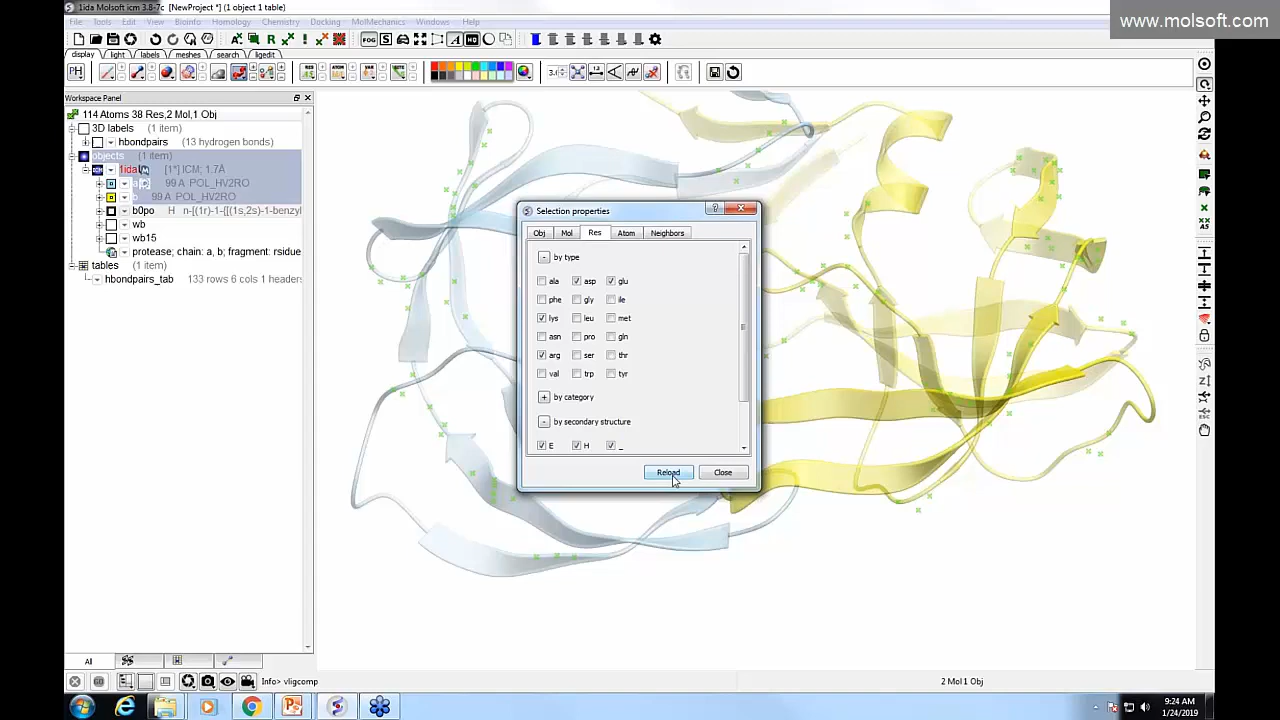 www.molsoft.com
1ida Molsoft icm 3.8-7c [NewProject *] (1 object 1 table)
File Tools Edit View Bioinfo Homology Chemistry Docking MolMechanics Windows Help
FOG S A HQ
display light labels meshes search ligedit
PH
Workspace Panel
114 Atoms 38 Res,2 Mol,1 Obj
3D labels (1 item)
hbondpairs (13 hydrogen bonds)
objects (1 item)
1ida [1*] ICM; 1.7A
99 A POL_HV2RO
99 A POL_HV2RO
b0po H n-[(1r)-1-{[(1s,2s)-1-benzyl
wb
wb15
protease; chain: a, b; fragment: rsidue
tables (1 item)
hbondpairs_tab 133 rows 6 cols 1 headers
Selection properties
Obj Mol Res Atom Neighbors
by type
ala asp glu
phe gly ile
lys leu met
asn pro gln
arg ser thr
val trp tyr
by category
by secondary structure
E H _
Reload Close
All
Info> vligcomp
2 Mol 1 Obj
9:24 AM
1/24/2019